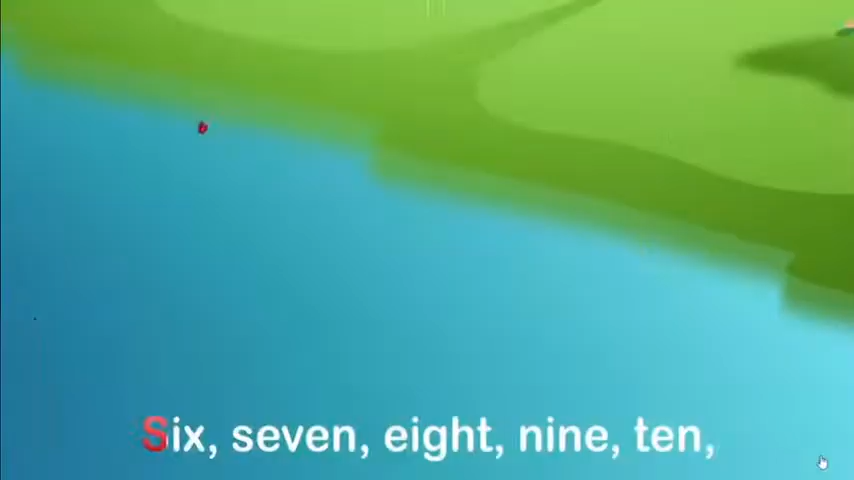 Six, seven, eight, nine, ten,